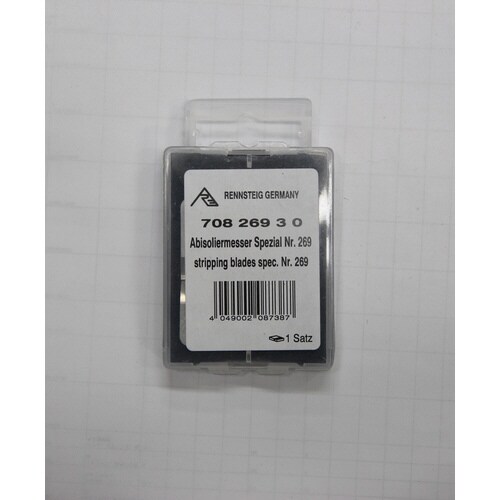 RENNSTEIG GERMANY
708 269 3 0
Abisoliermesser Spezial Nr. 269
stripping blades spec. Nr. 269
4 049002 087387
1 Satz